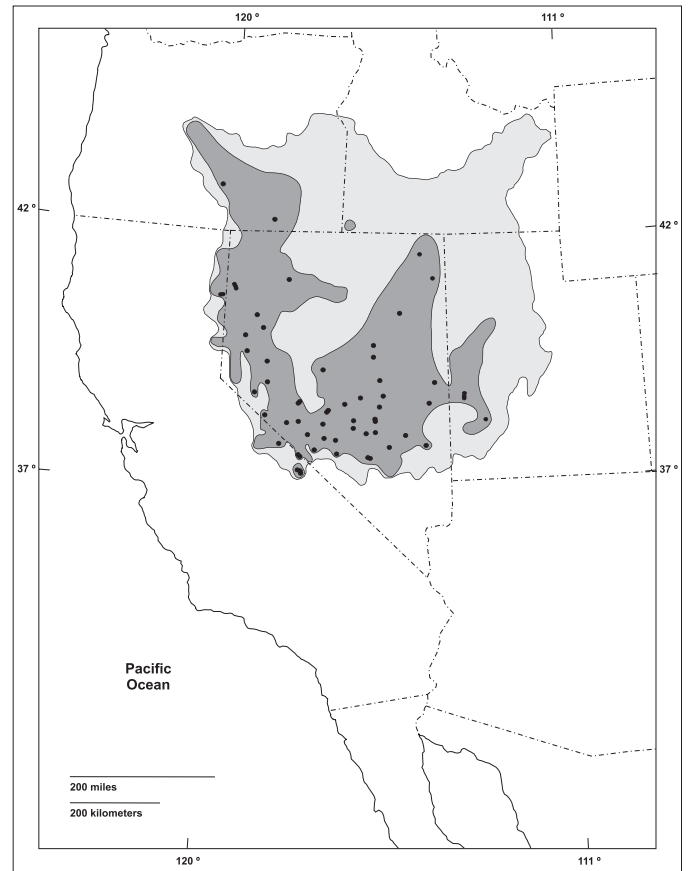 120 º 111 º
42 º
42 º
37 º 37 º
Pacific
Ocean
200 miles
200 kilometers
120 º 111 º